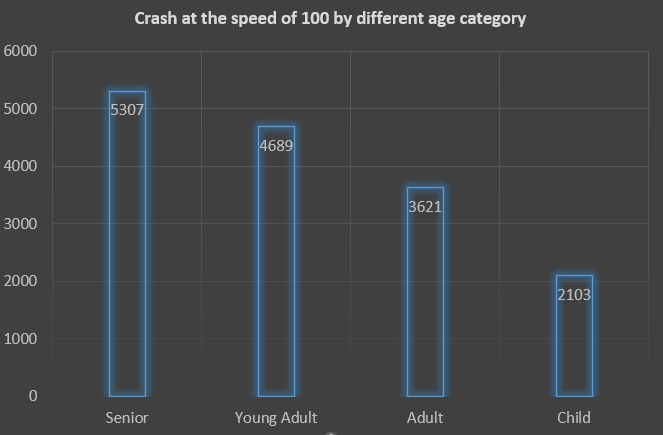 Crash at the speed of 100 by different age category
6000
5000
4000
3000
2000
1000
0
5307
4689
3621
2103
Senior
Young Adult
Adult
Child